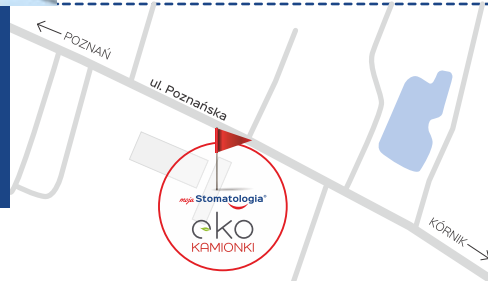 POZNAŃ
ul. Poznańska
moja Stomatologia®
eko
KAMIONKI
KÓRNIK